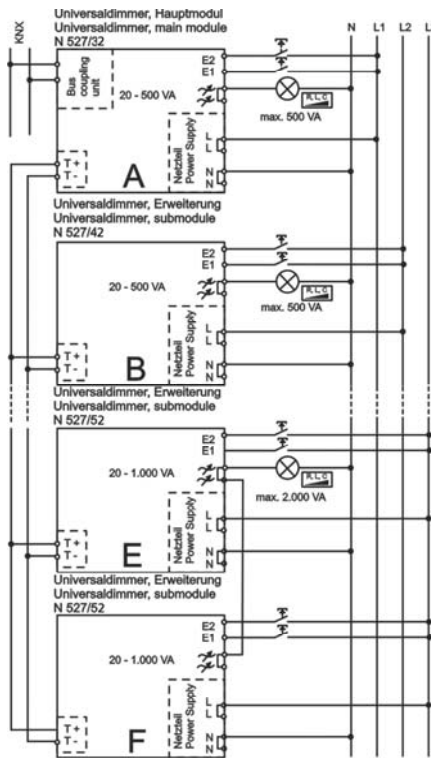 Universaldimmer, Hauptmodul
Universaldimmer, main module
N 527/32
KNX
N L1 L2 L
Bus coupling unit
20 - 500 VA
E2
E1
R, L, C
max. 500 VA
Netzteil
Power Supply
L
L
N
N
T+
T-
A
Universaldimmer, Erweiterung
Universaldimmer, submodule
N 527/42
E2
E1
20 - 500 VA
R, L, C
max. 500 VA
Netzteil
Power Supply
L
L
N
N
T+
T-
B
Universaldimmer, Erweiterung
Universaldimmer, submodule
N 527/52
E2
E1
20 - 1.000 VA
R, L, C
max. 2.000 VA
Netzteil
Power Supply
L
L
N
N
T+
T-
E
Universaldimmer, Erweiterung
Universaldimmer, submodule
N 527/52
E2
E1
20 - 1.000 VA
Netzteil
Power Supply
L
L
N
N
T+
T-
F